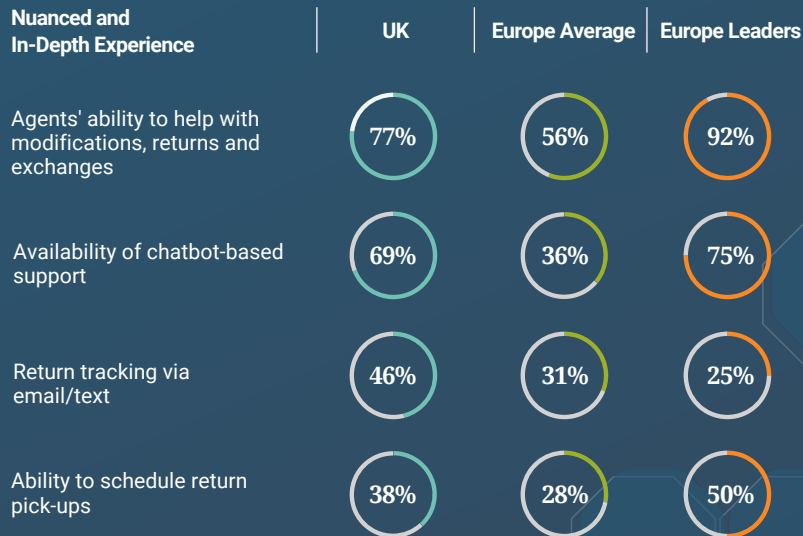 Nuanced and
In-Depth Experience
UK
Europe Average
Europe Leaders
Agents' ability to help with
modifications, returns and
exchanges
77%
56%
92%
Availability of chatbot-based
support
69%
36%
75%
Return tracking via
email/text
46%
31%
25%
Ability to schedule return
pick-ups
38%
28%
50%